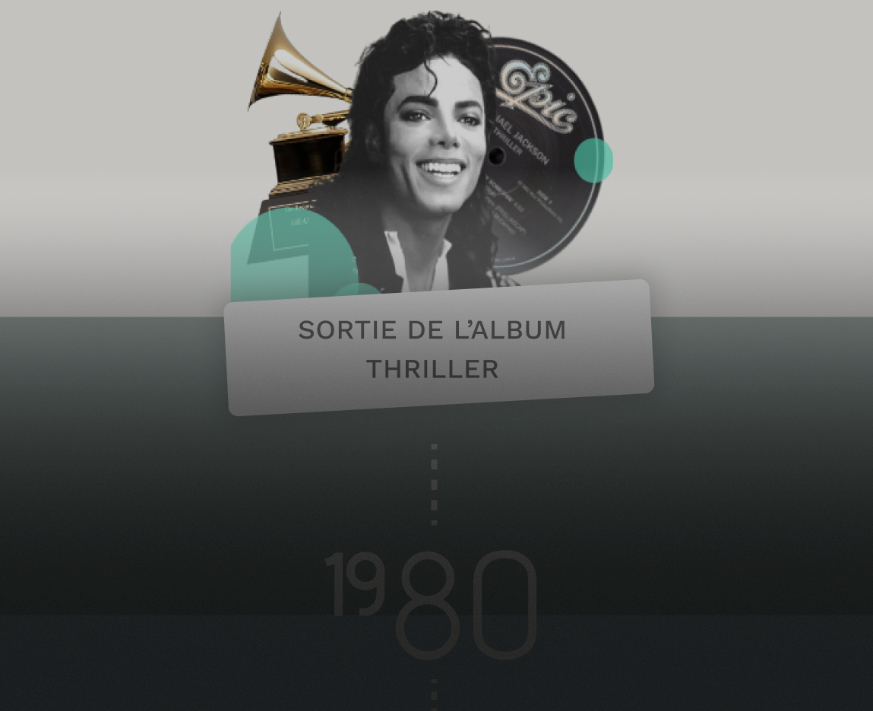 Epic
JACKSON
THRILLER
SORTIE DE L’ALBUM
THRILLER
1980